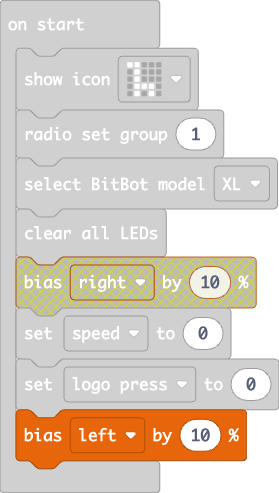 on start
show icon
radio set group 1
select BitBot model XL
clear all LEDs
bias right by 10 %
set speed to 0
set logo press to 0
bias left by 10 %